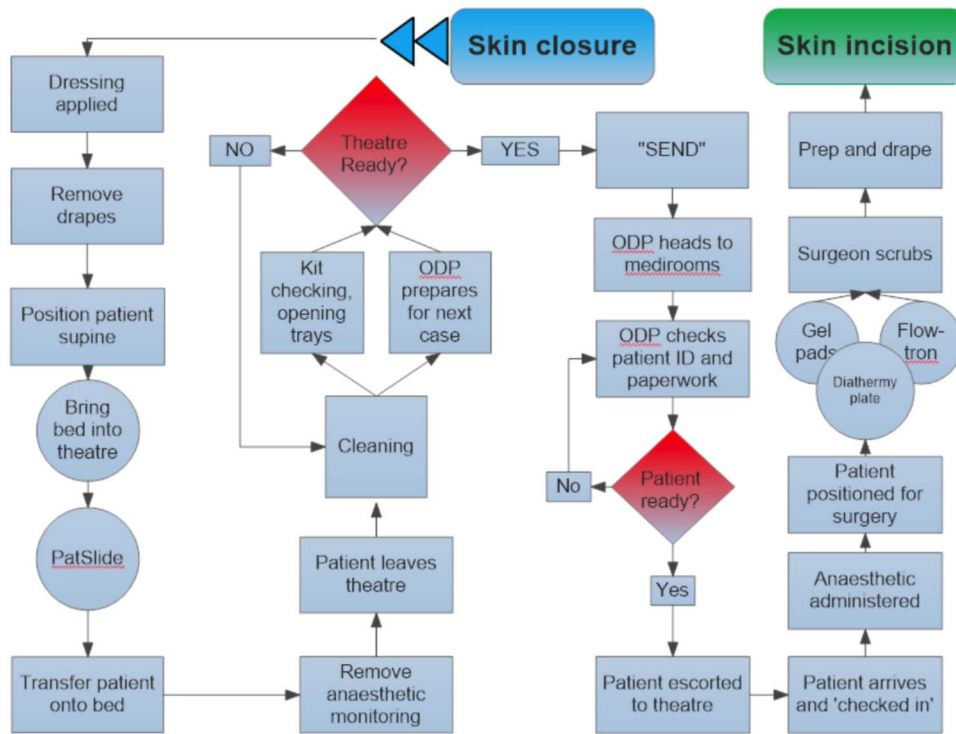 Skin closure
Dressing
applied
Remove
drapes
Position patient
supine
Bring
bed into
theatre
PatSlide
Transfer patient
onto bed
Remove
anaesthetic
monitoring
Patient leaves
theatre
Cleaning
Kit
checking,
opening
trays
ODP
prepares
for next
case
Theatre
Ready?
NO
YES
"SEND"
ODP heads to
medirooms
ODP checks
patient ID and
paperwork
Patient
ready?
No
Yes
Patient escorted
to theatre
Patient arrives
and 'checked in'
Anaesthetic
administered
Patient
positioned for
surgery
Diathermy
plate
Gel
pads
Flow-
tron
Surgeon scrubs
Prep and drape
Skin incision